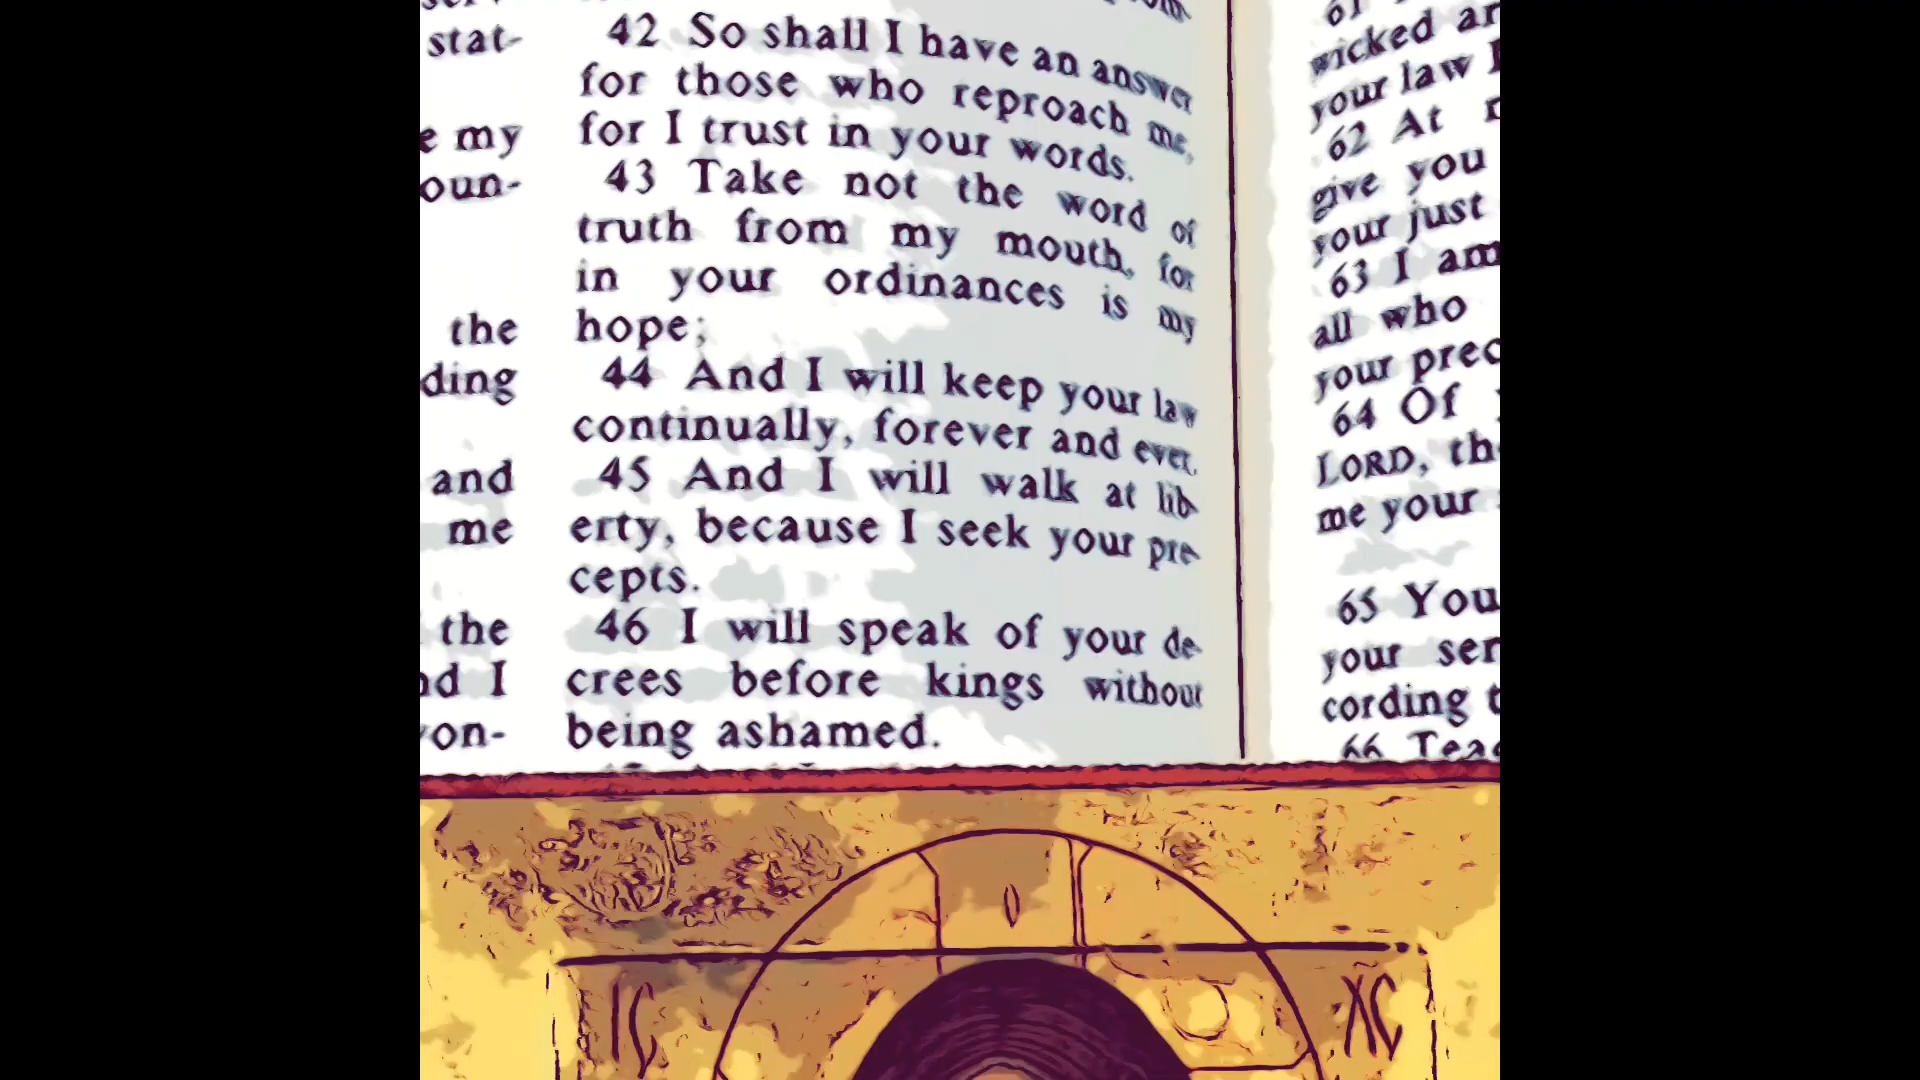 stat-
e my
oun-
the
ding
and
me
the
nd I
von-
42 So shall I have an answer
for those who reproach me,
for I trust in your words.
43 Take not the word of
truth from my mouth, for
in your ordinances is my
hope;
44 And I will keep your law
continually, forever and ever.
45 And I will walk at lib-
erty, because I seek your pre-
cepts.
46 I will speak of your de-
crees before kings without
being ashamed.
61
wicked ar
your law I
62 At
give you
your just
63 I am
all who
your prec
64 Of
LORD, th
me your
65 You
your ser
cording t
66 Teac
IC XC